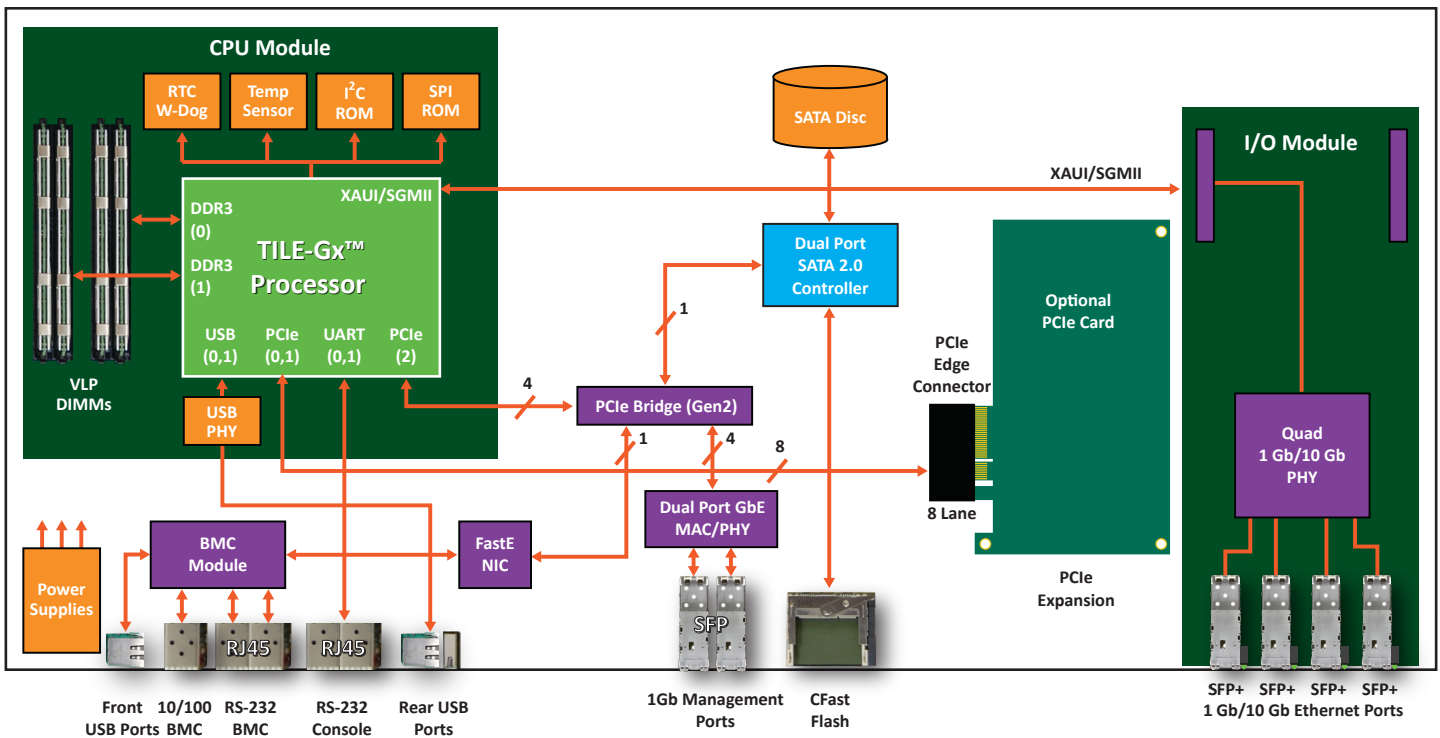 CPU Module
RTC
W-Dog
Temp
Sensor
I²C
ROM
SPI
ROM
SATA Disc
I/O Module
XAUI/SGMII
XAUI/SGMII
DDR3
(0)
TILE-Gx™
Processor
DDR3
(1)
USB
(0,1)
PCIe
(0,1)
UART
(0,1)
PCIe
(2)
VLP
DIMMs
USB
PHY
Dual Port
SATA 2.0
Controller
1
4
PCIe Bridge (Gen2)
1
4
8
Optional
PCIe Card
PCIe
Edge
Connector
8 Lane
PCIe
Expansion
Quad
1 Gb/10 Gb
PHY
Dual Port GbE
MAC/PHY
BMC
Module
FastE
NIC
Power
Supplies
RJ45
RJ45
SFP
Front
USB Ports
10/100
BMC
RS-232
BMC
RS-232
Console
Rear USB
Ports
1Gb Management
Ports
CFast
Flash
SFP+ SFP+ SFP+ SFP+
1 Gb/10 Gb Ethernet Ports